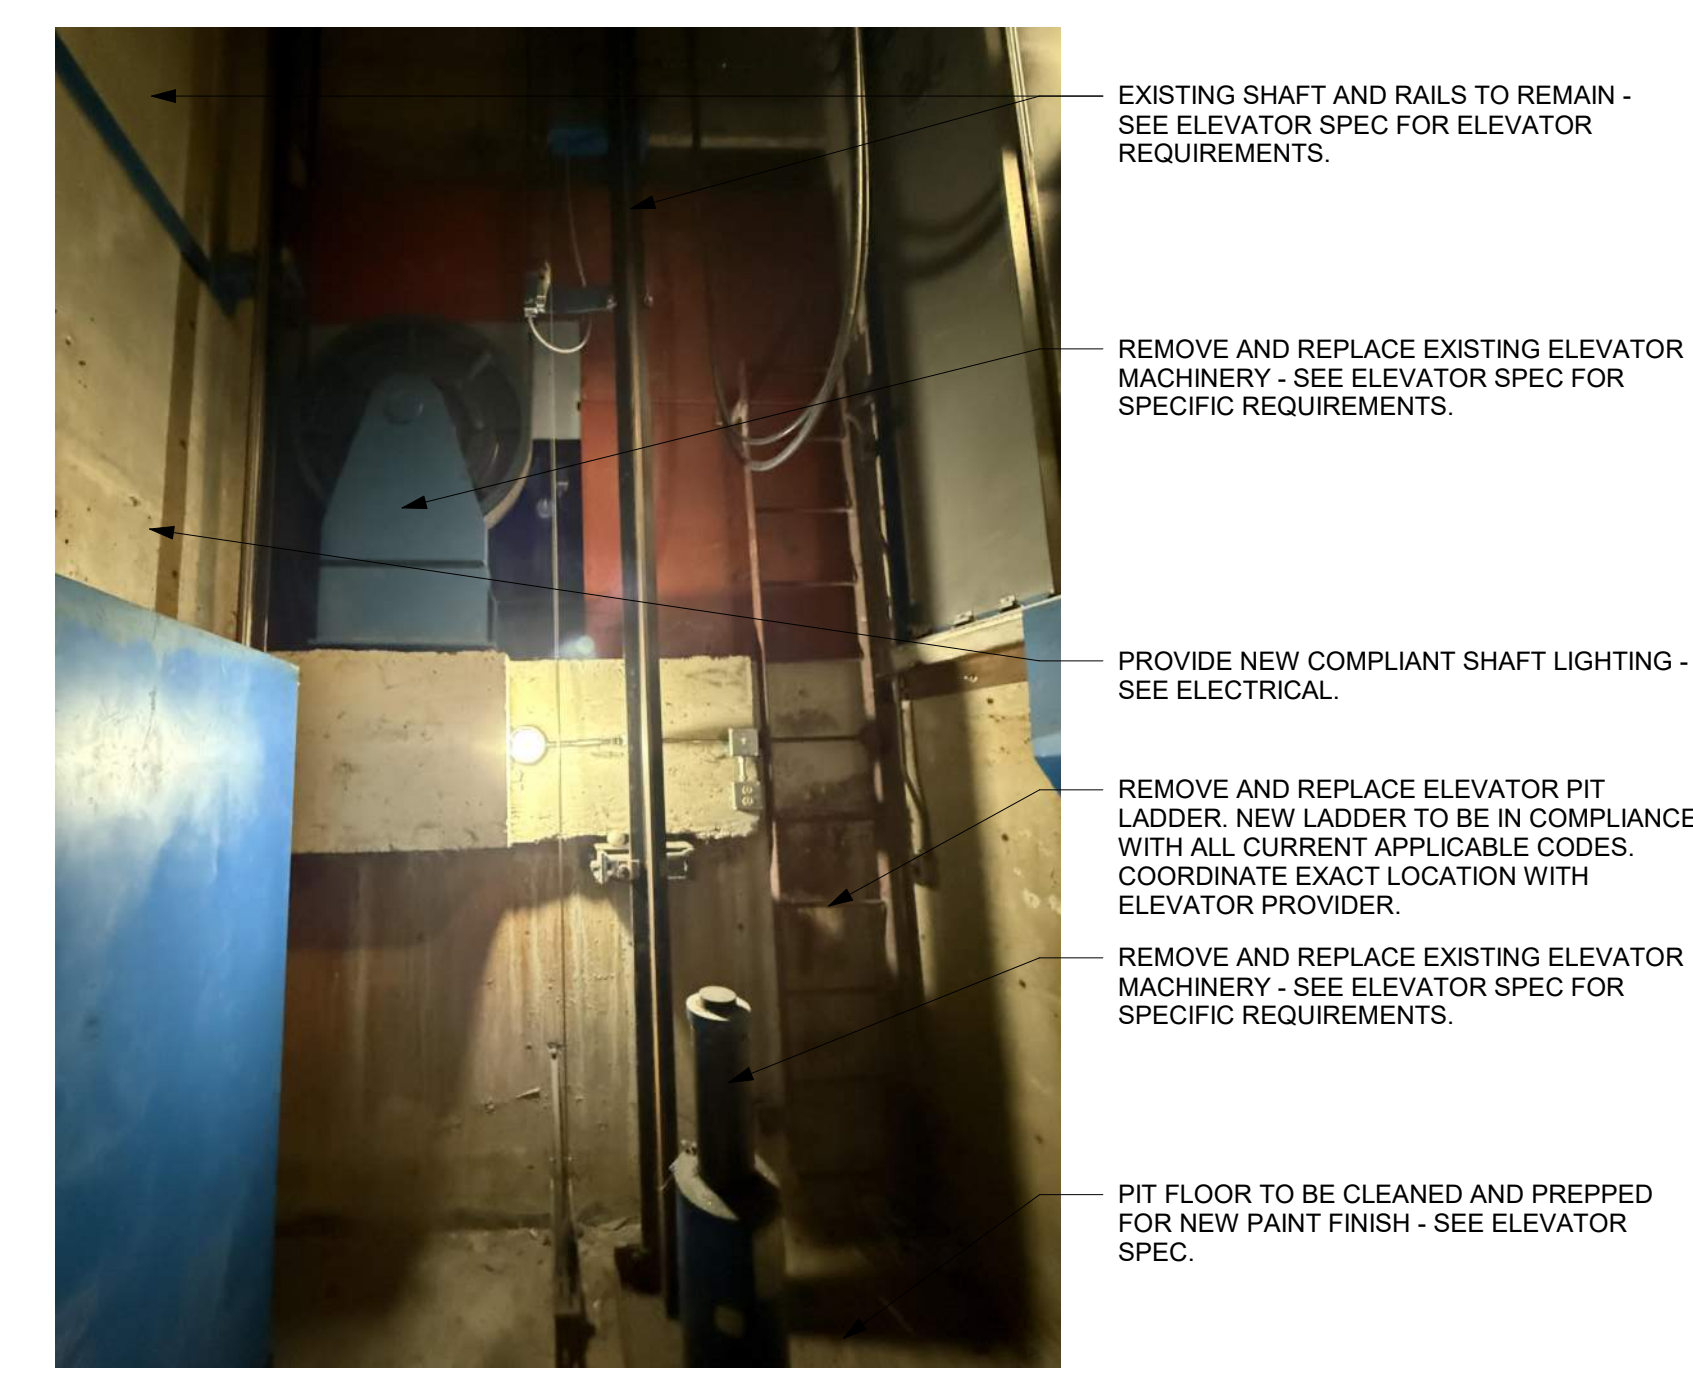 EXISTING SHAFT AND RAILS TO REMAIN -
SEE ELEVATOR SPEC FOR ELEVATOR
REQUIREMENTS.
REMOVE AND REPLACE EXISTING ELEVATOR
MACHINERY - SEE ELEVATOR SPEC FOR
SPECIFIC REQUIREMENTS.
PROVIDE NEW COMPLIANT SHAFT LIGHTING -
SEE ELECTRICAL.
REMOVE AND REPLACE ELEVATOR PIT
LADDER. NEW LADDER TO BE IN COMPLIANCE
WITH ALL CURRENT APPLICABLE CODES.
COORDINATE EXACT LOCATION WITH
ELEVATOR PROVIDER.
REMOVE AND REPLACE EXISTING ELEVATOR
MACHINERY - SEE ELEVATOR SPEC FOR
SPECIFIC REQUIREMENTS.
PIT FLOOR TO BE CLEANED AND PREPPED
FOR NEW PAINT FINISH - SEE ELEVATOR
SPEC.